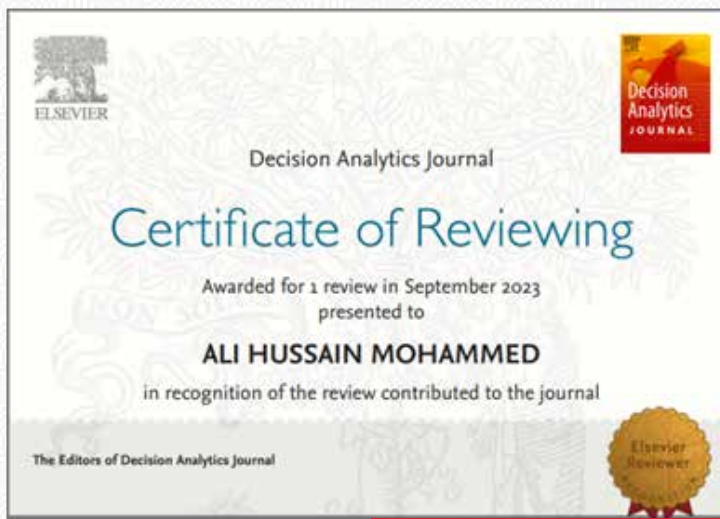 ELSEVIER
Decision
Analytics
JOURNAL
Decision Analytics Journal
Certificate of Reviewing
Awarded for 1 review in September 2023
presented to
ALI HUSSAIN MOHAMMED
in recognition of the review contributed to the journal
The Editors of Decision Analytics Journal
Elsevier
Reviewer
NON SOLUS